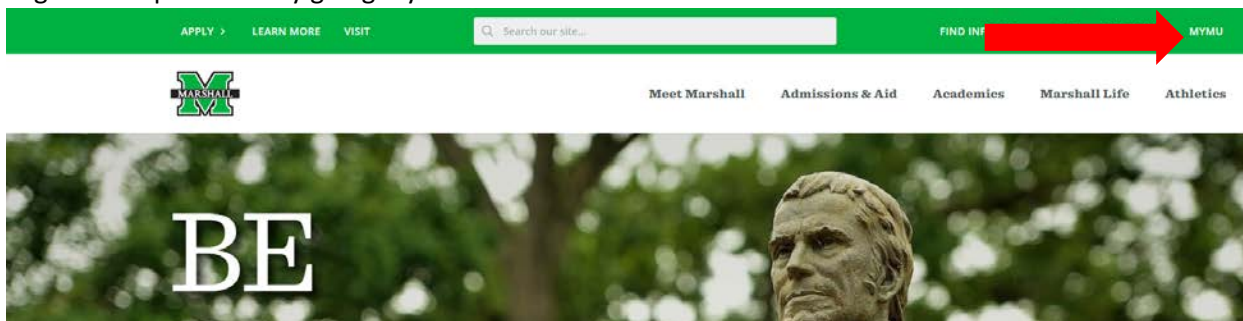 APPLY > LEARN MORE VISIT Search our site... FIND IN MYMU
MARSHALL
Meet Marshall Admissions & Aid Academics Marshall Life Athletics
BE